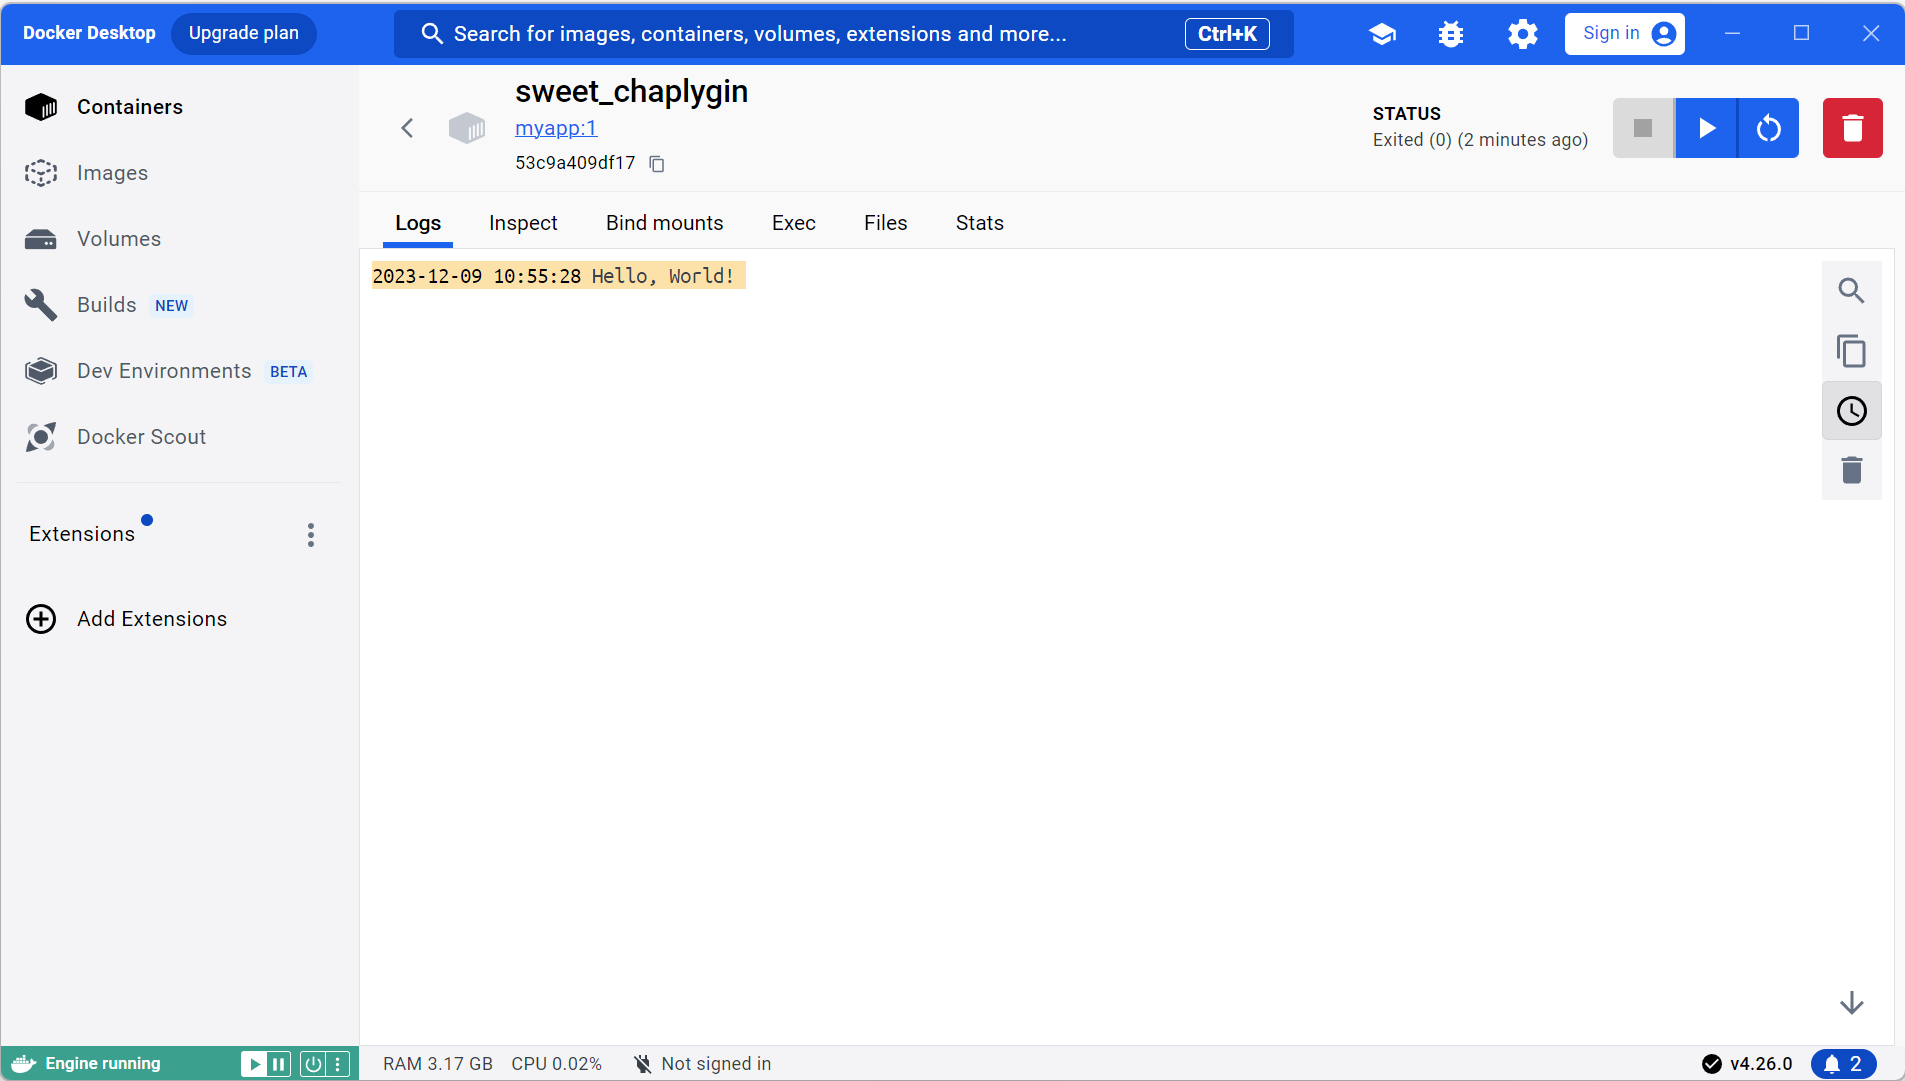 Docker Desktop Upgrade plan Search for images, containers, volumes, extensions and more... Ctrl+K Sign in
Containers
Images
Volumes
Builds NEW
Dev Environments BETA
Docker Scout
Extensions
Add Extensions
sweet_chaplygin
myapp:1
53c9a409df17
STATUS
Exited (0) (2 minutes ago)
Logs Inspect Bind mounts Exec Files Stats
2023-12-09 10:55:28 Hello, World!
Engine running RAM 3.17 GB CPU 0.02% Not signed in v4.26.0 2